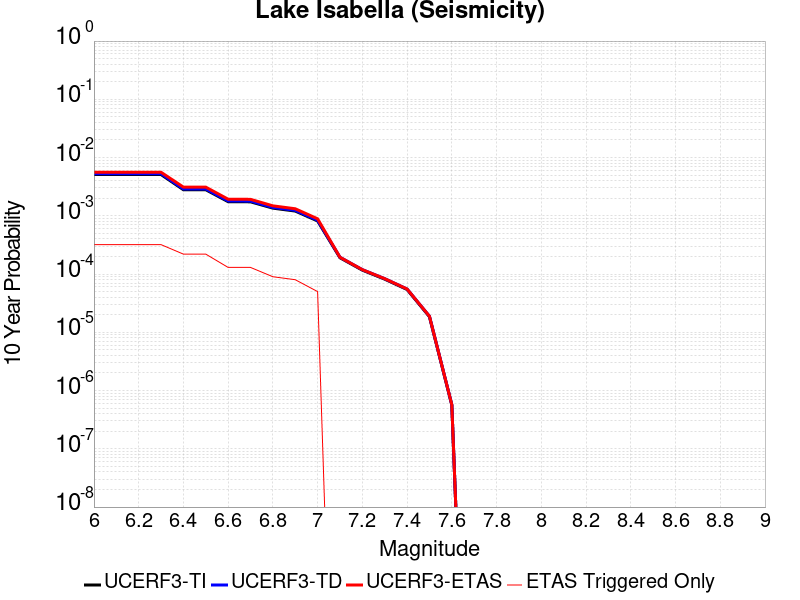 Lake Isabella (Seismicity)
10 0
10 -1
10 -2
10 -3
10 -4
10 -5
10 -6
10 -7
10 -8
10 Year Probability
6 6.2 6.4 6.6 6.8 7 7.2 7.4 7.6 7.8 8 8.2 8.4 8.6 8.8 9
Magnitude
UCERF3-TI UCERF3-TD UCERF3-ETAS ETAS Triggered Only